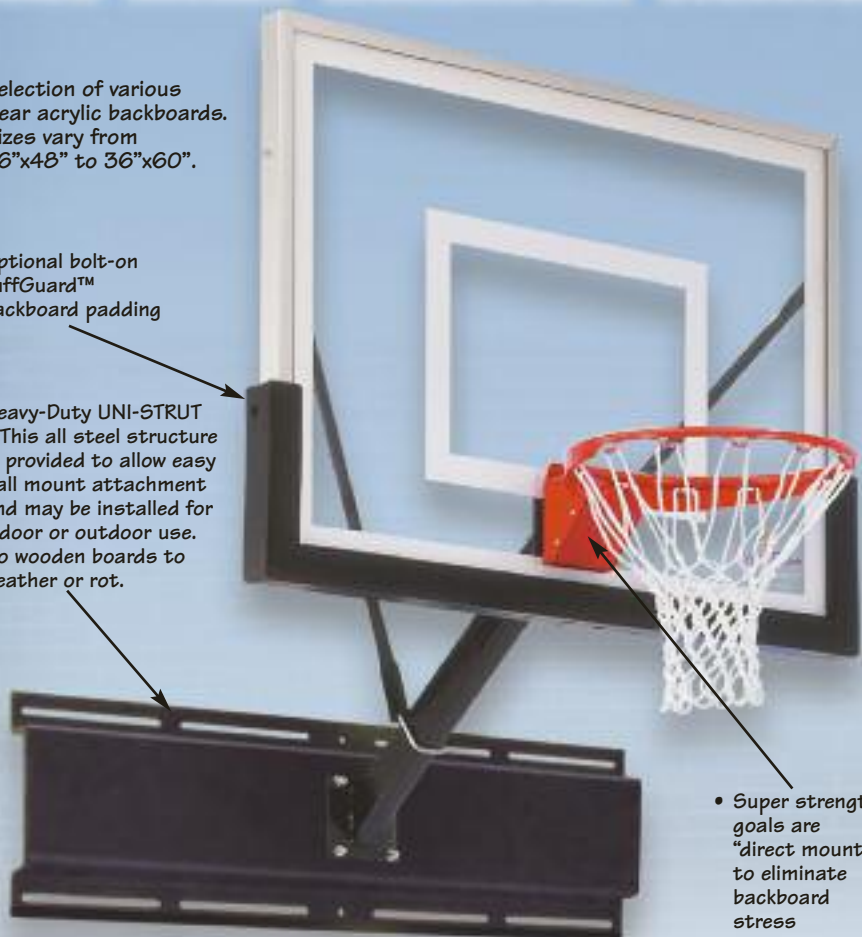 election of various
ear acrylic backboards.
izes vary from
6”x48” to 36”x60”.
ptional bolt-on
uffGuard™
ackboard padding
eavy-Duty UNI-STRUT
This all steel structure
provided to allow easy
all mount attachment
nd may be installed for
door or outdoor use.
o wooden boards to
eather or rot.
• Super strengt
goals are
“direct mount
to eliminate
backboard
stress